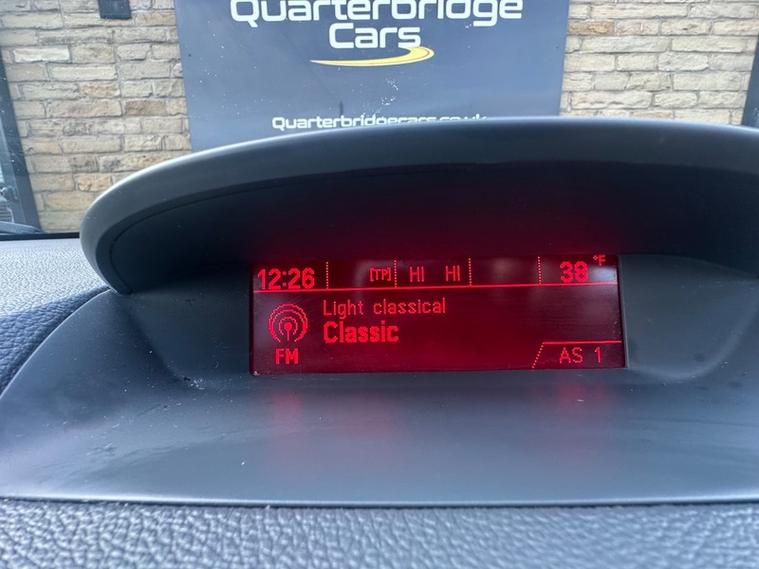 Quarterbridge
Cars
Quarterbridgecars.co.uk
12:26 [TP] HI HI 38 °F
Light classical
Classic
FM
AS 1